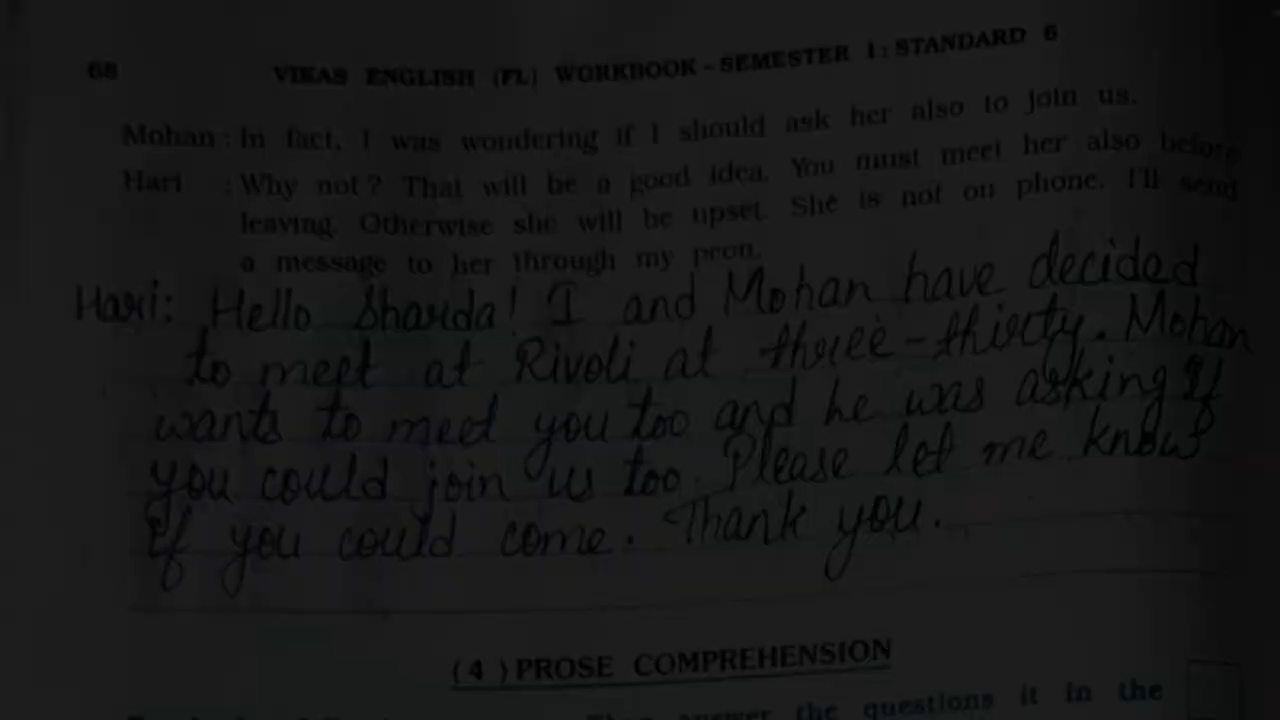 68 VIKAS ENGLISH (FL) WORKBOOK - SEMESTER 1 : STANDARD 6
Mohan : In fact, I was wondering if I should ask her also to join us.
Hari : Why not ? That will be a good idea. You must meet her also before
leaving. Otherwise she will be upset. She is not on phone. I'll send
a message to her through my peon.
Hari: Hello Sharda! I and Mohan have decided
to meet at Rivoli at three-thirty. Mohan
wants to meet you too and he was asking if
you could join us too. Please let me know
if you could come. Thank you.
( 4 ) PROSE COMPREHENSION
answer the questions it in the